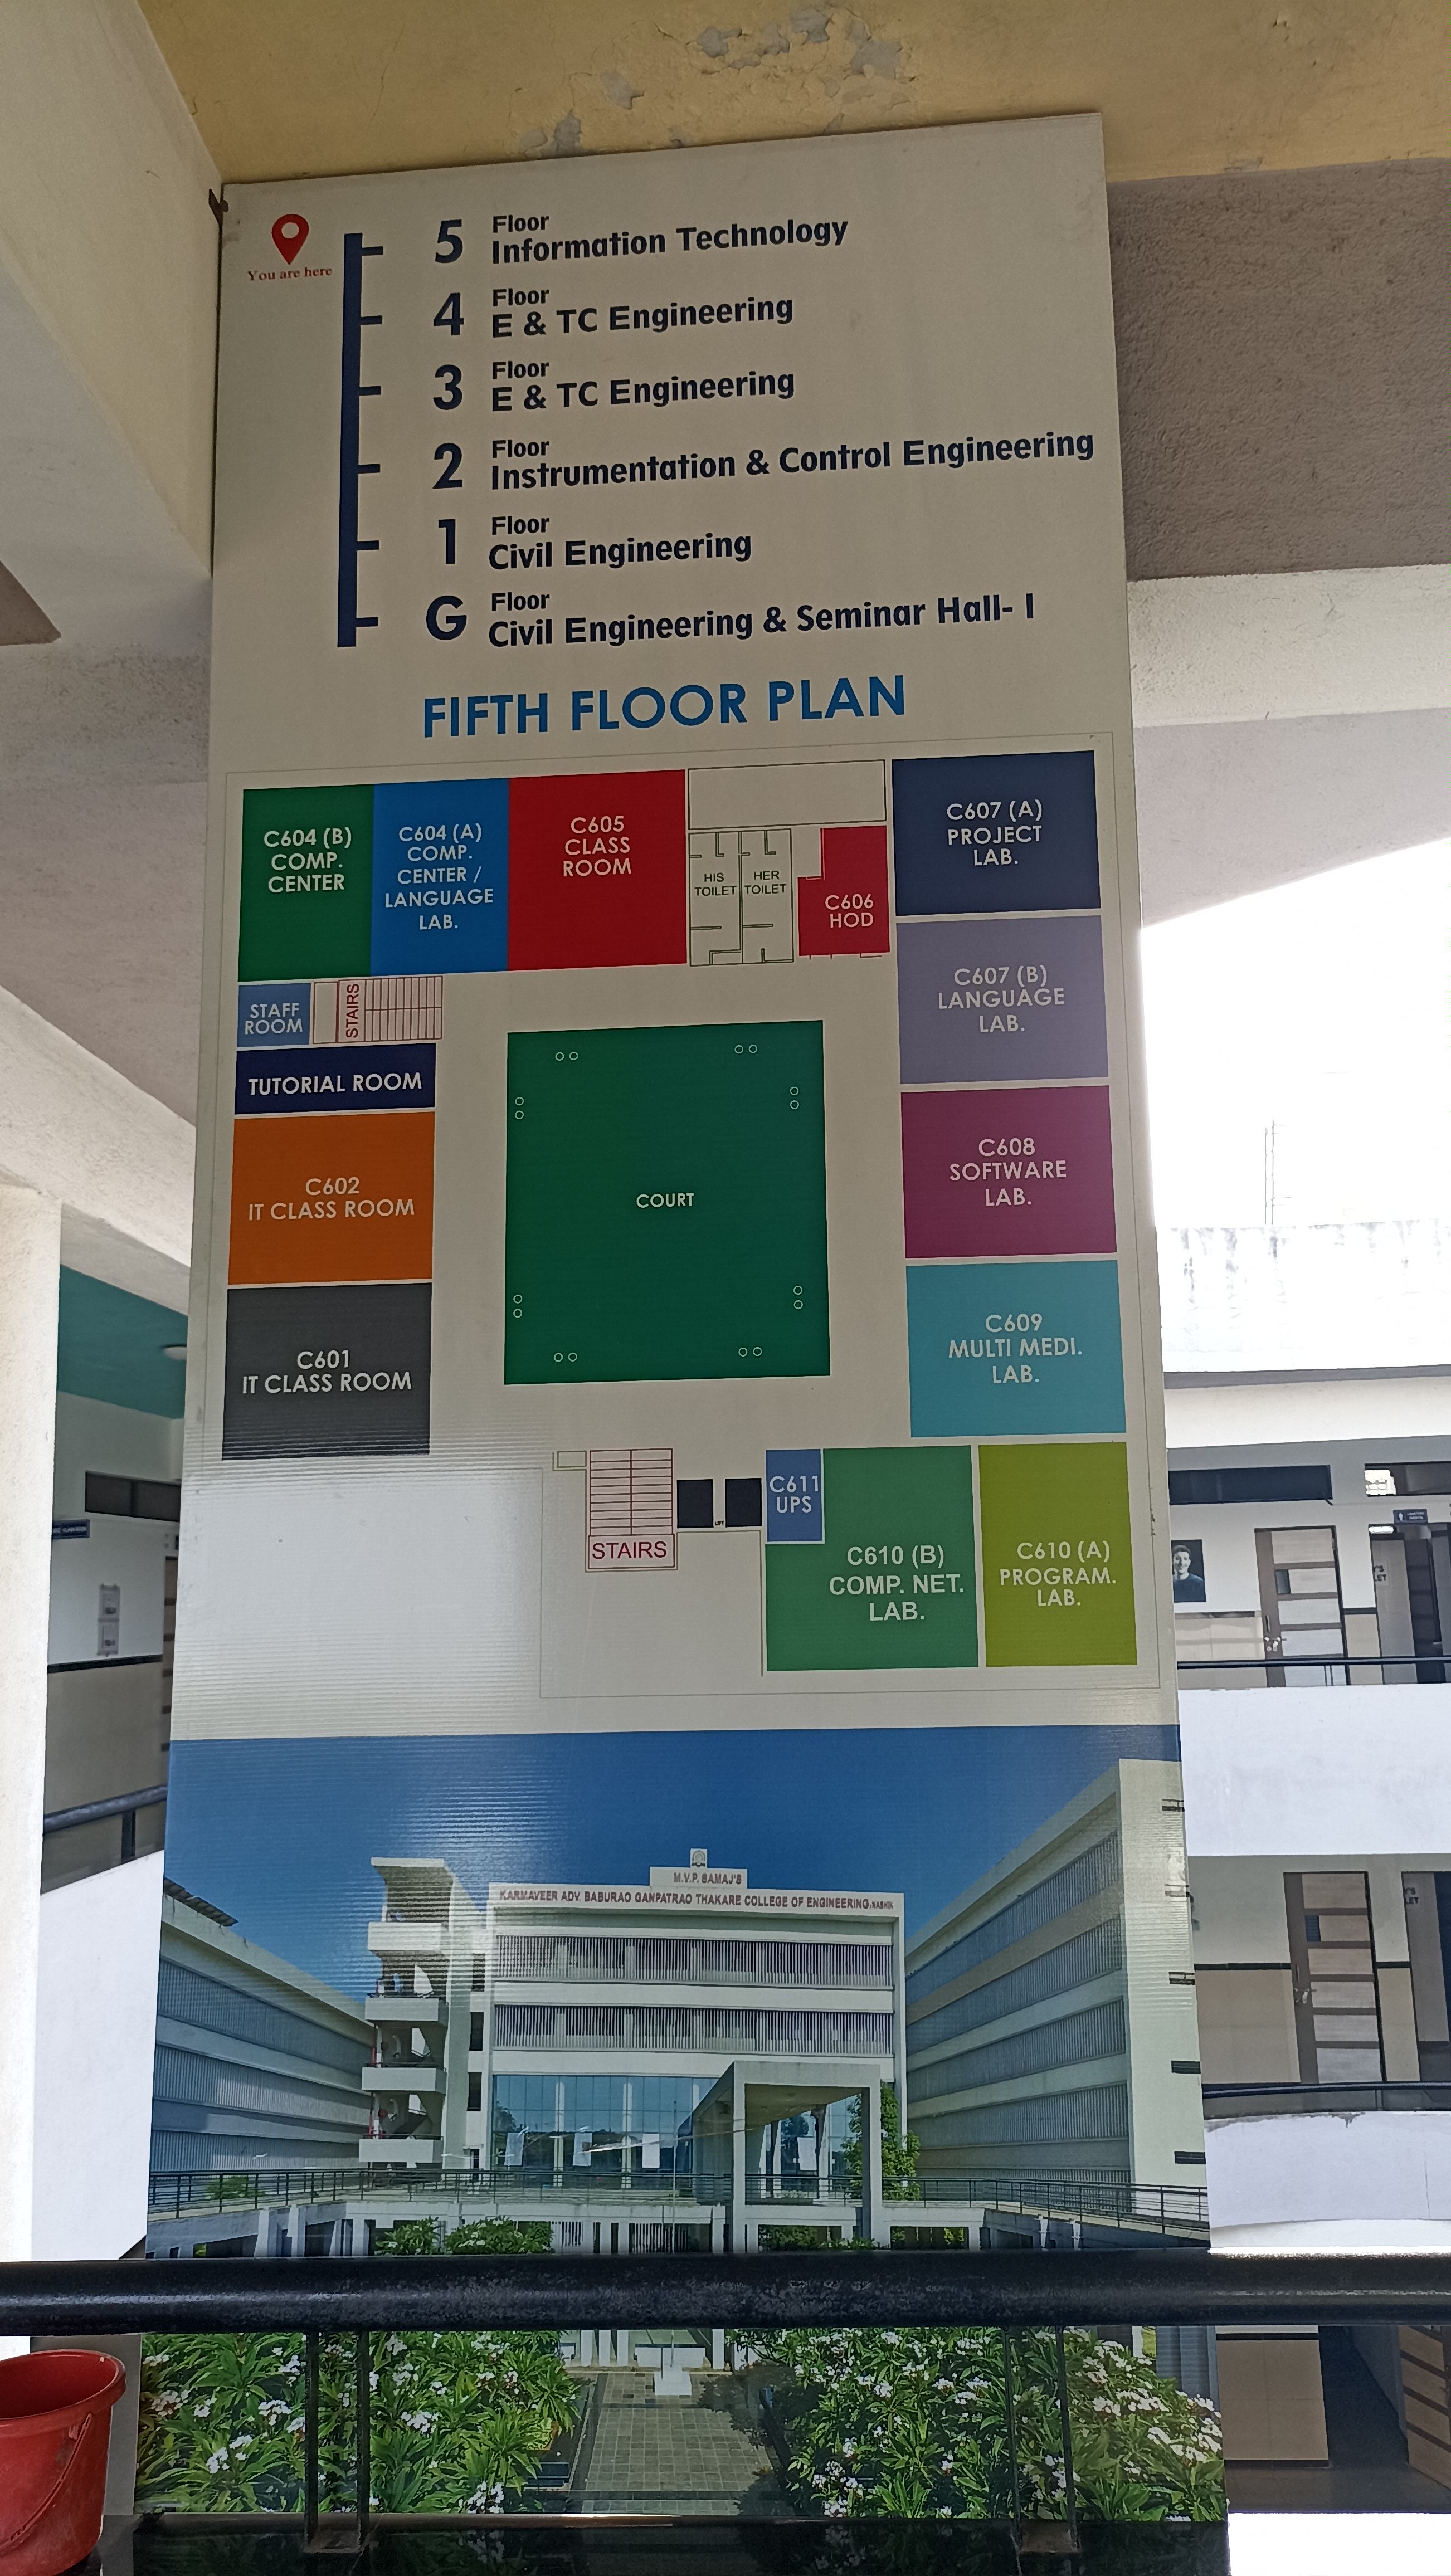 You are here
5 Floor
Information Technology
4 Floor
E & TC Engineering
3 Floor
E & TC Engineering
2 Floor
Instrumentation & Control Engineering
1 Floor
Civil Engineering
G Floor
Civil Engineering & Seminar Hall- I
FIFTH FLOOR PLAN
C604 (B)
COMP.
CENTER
C604 (A)
COMP.
CENTER /
LANGUAGE
LAB.
C605
CLASS
ROOM
HIS
TOILET
HER
TOILET
C606
HOD
C607 (A)
PROJECT
LAB.
C607 (B)
LANGUAGE
LAB.
STAFF
ROOM
STAIRS
TUTORIAL ROOM
C602
IT CLASS ROOM
COURT
C608
SOFTWARE
LAB.
C601
IT CLASS ROOM
C609
MULTI MEDI.
LAB.
STAIRS
LIFT
C611
UPS
C610 (B)
COMP. NET.
LAB.
C610 (A)
PROGRAM.
LAB.
M.V.P. SAMAJ'S
KARMAVEER ADV. BABURAO GANPATRAO THAKARE COLLEGE OF ENGINEERING, NASHIK